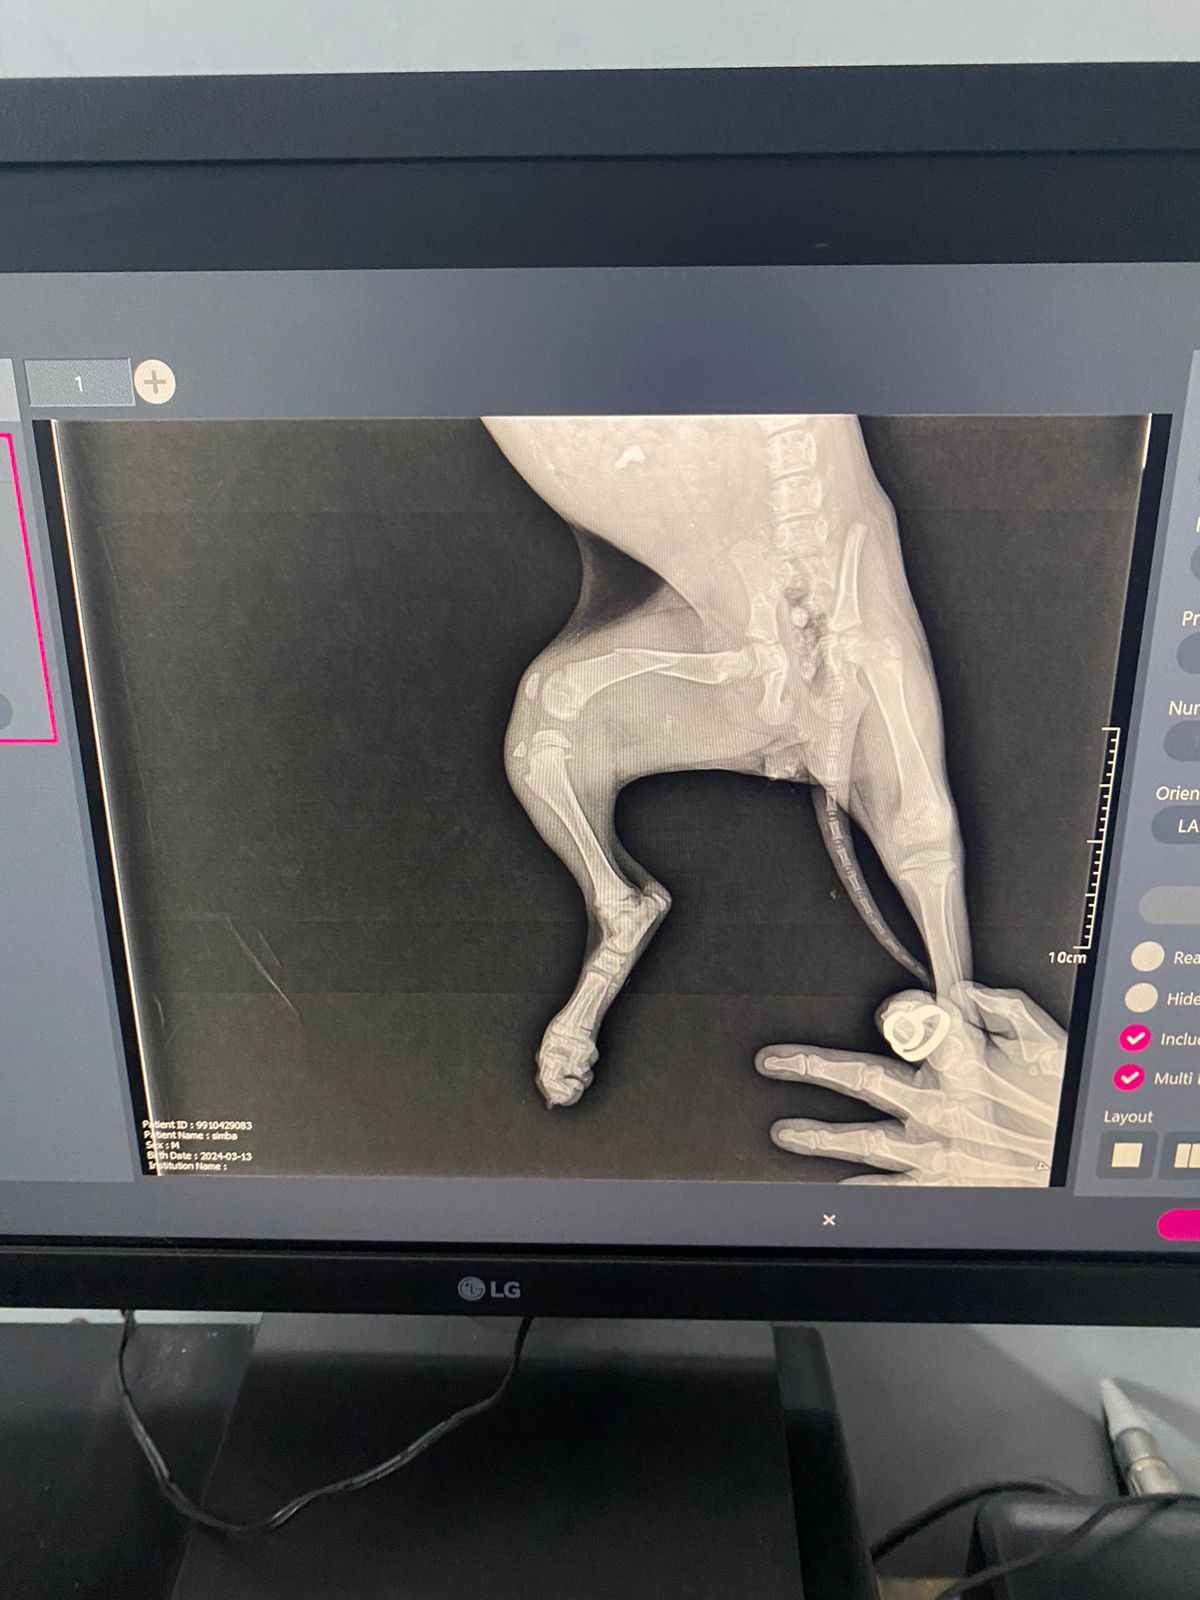 1
Pr
Nur
Orien
LA
10cm
Rea
Hide
Inclu
Multi
Layout
Patient ID : 9910429083
Patient Name : simba
Sex : M
Birth Date : 2024-03-13
Institution Name :
LG